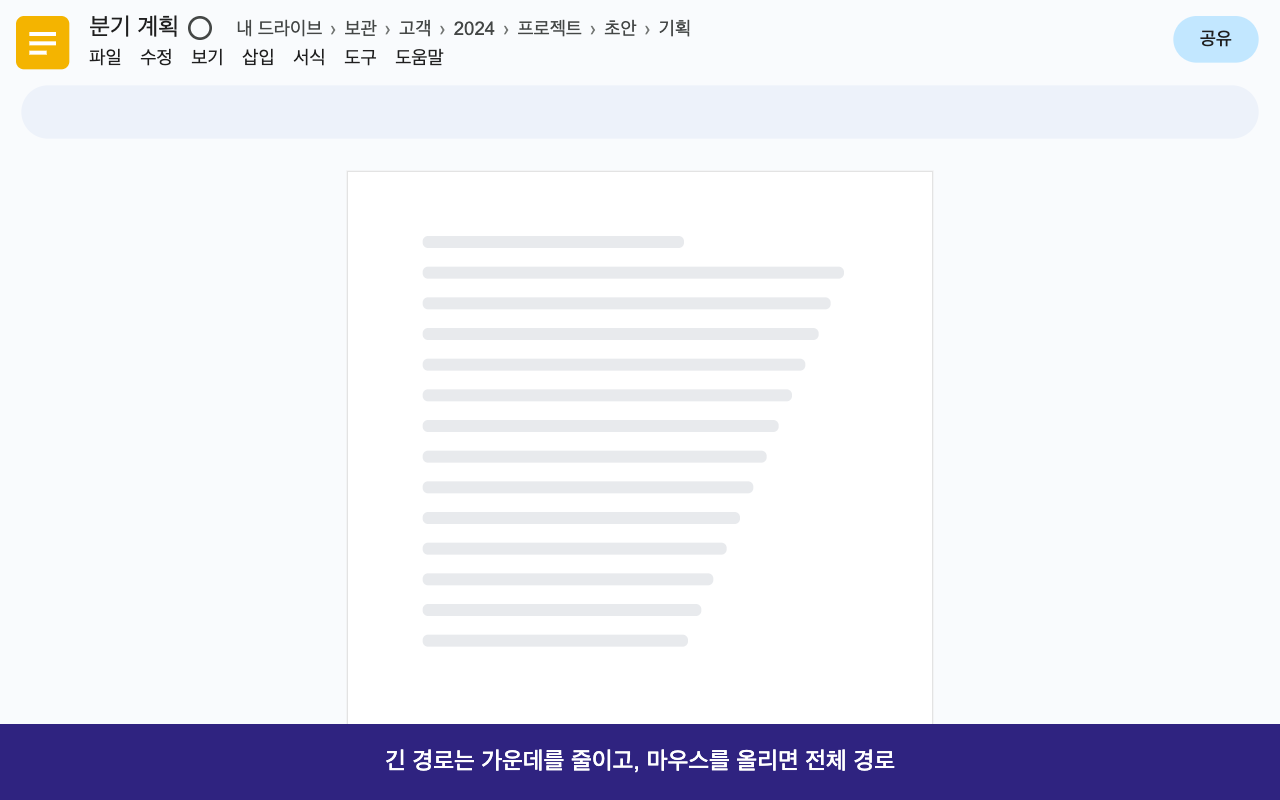 분기 계획
내 드라이브 › 보관 › 고객 › 2024 › 프로젝트 › 초안 › 기획
파일 수정 보기 삽입 서식 도구 도움말
공유
긴 경로는 가운데를 줄이고, 마우스를 올리면 전체 경로